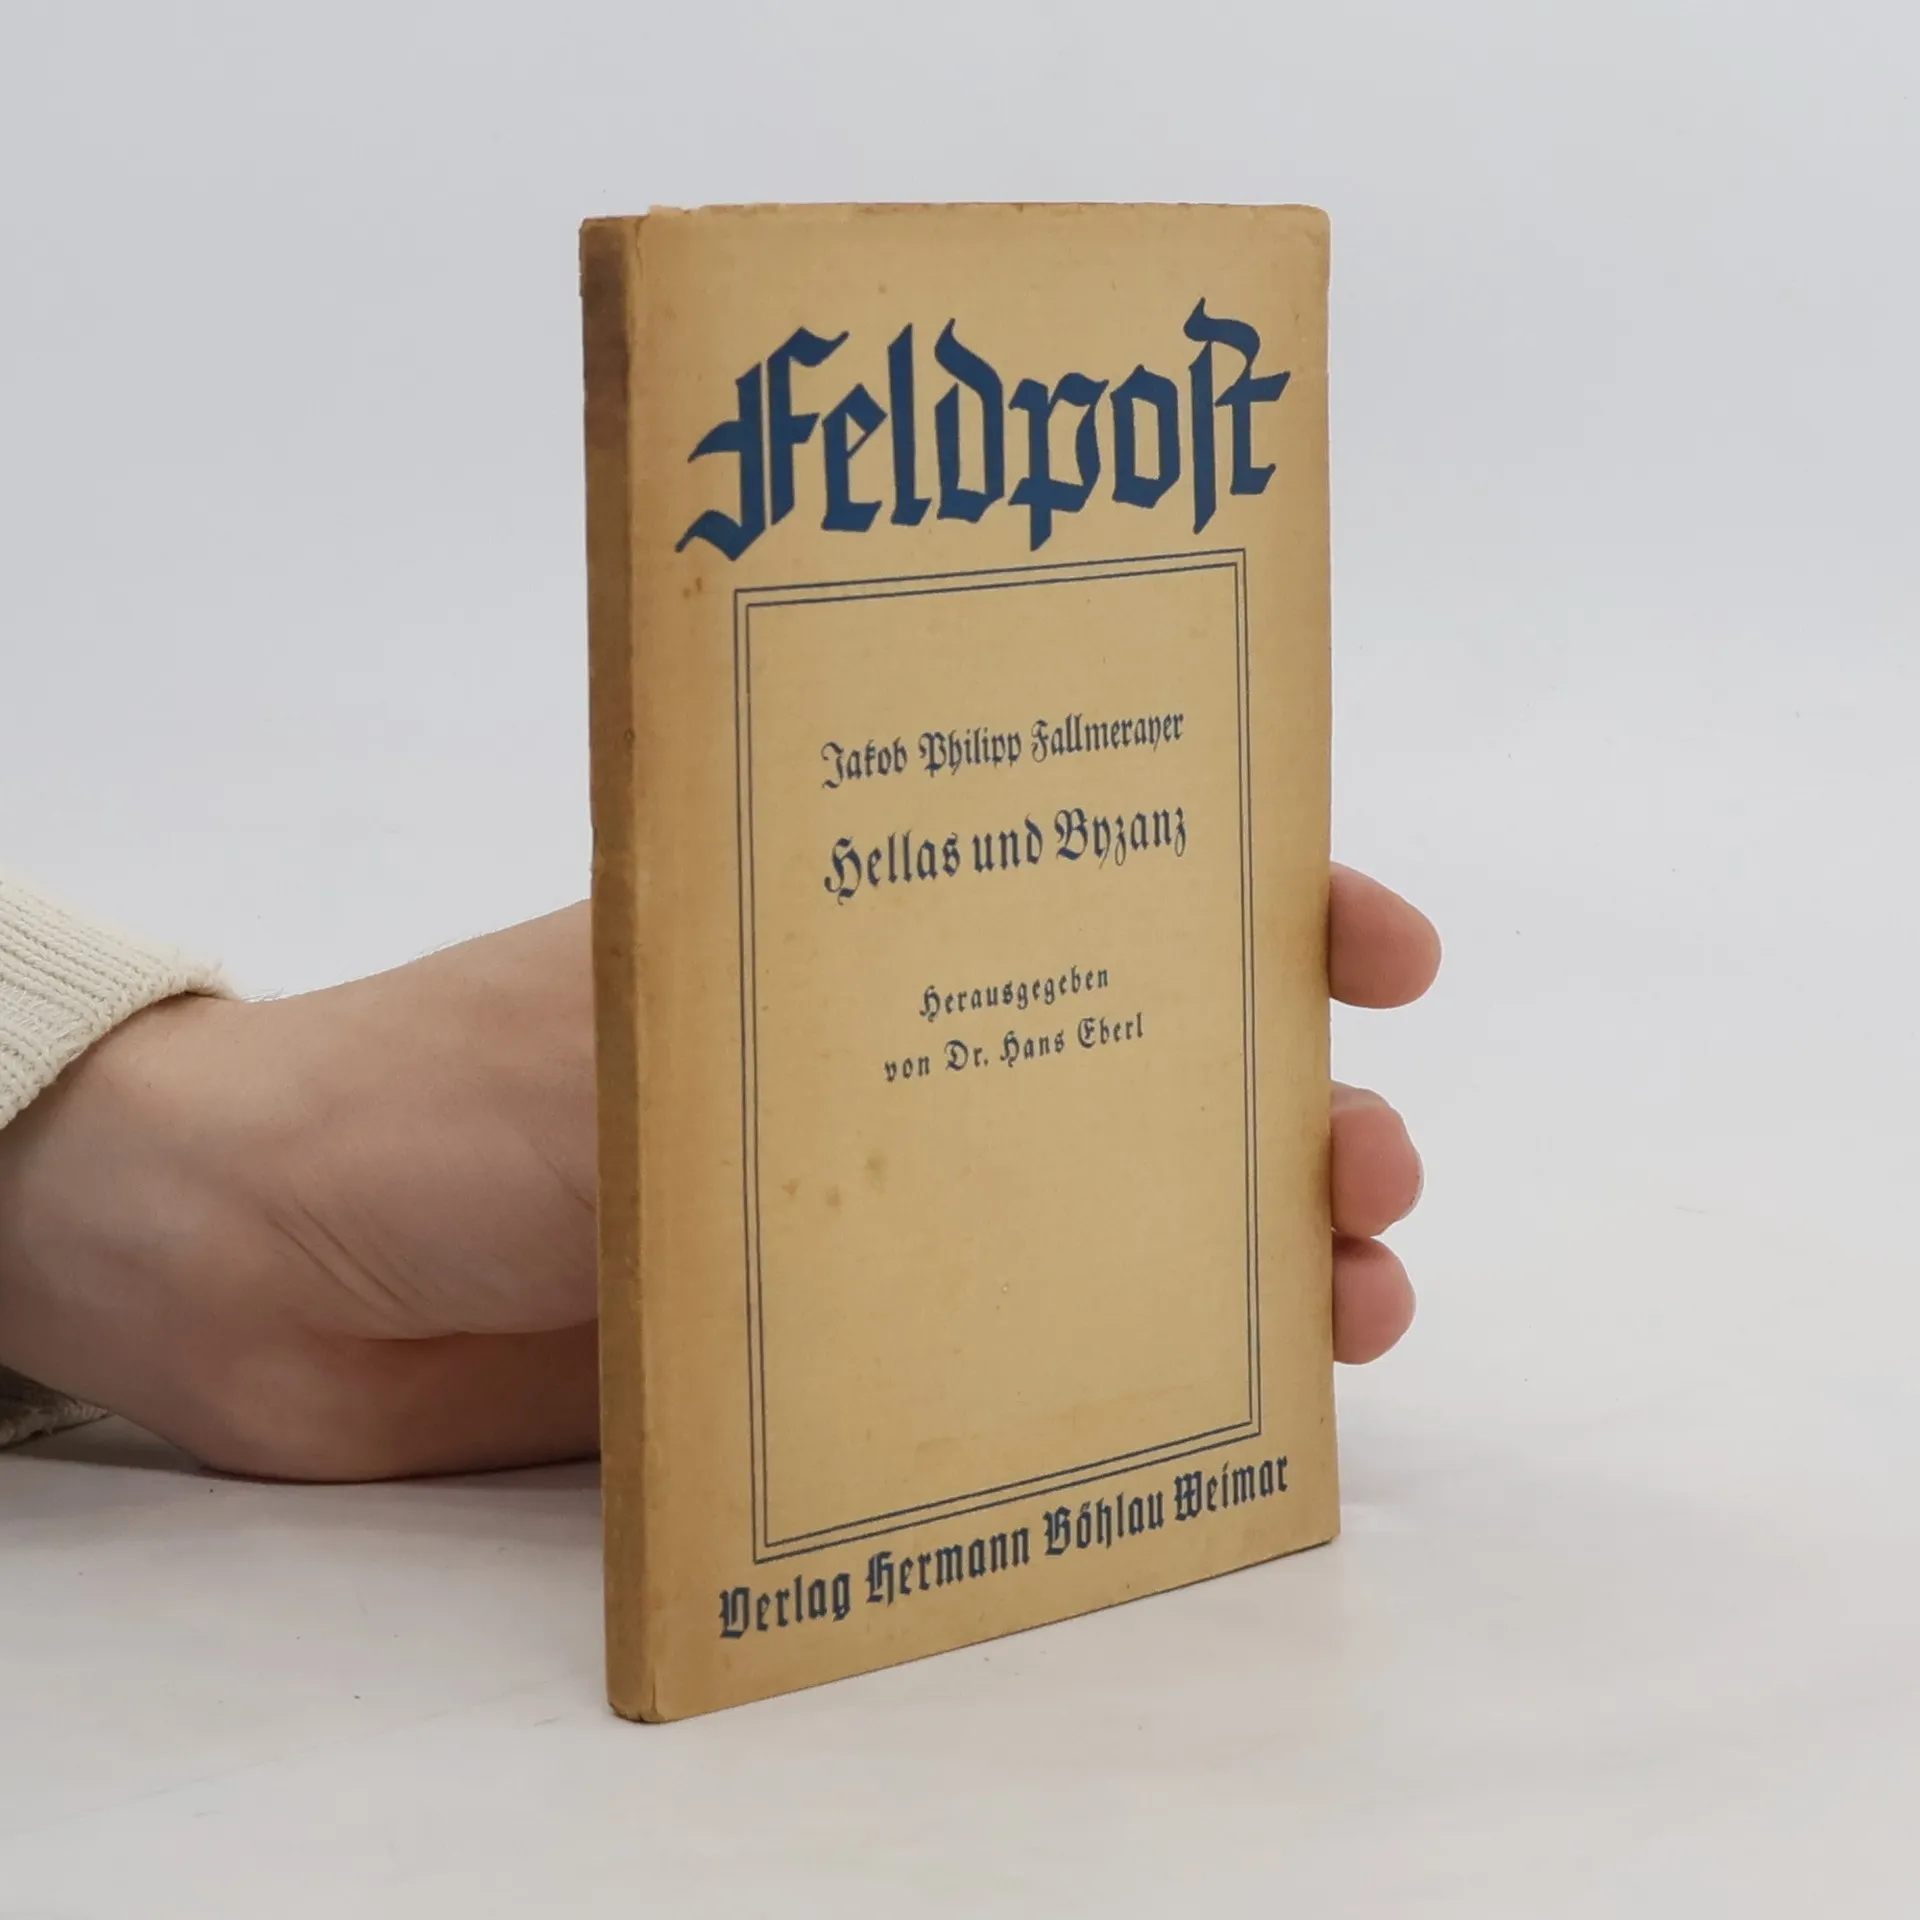 Feldpost
Jakob Philipp Fallmerayer
Hellas und Byzanz
Herausgegeben
von Dr. Hans Eberl
Verlag Hermann Böhlau Weimar